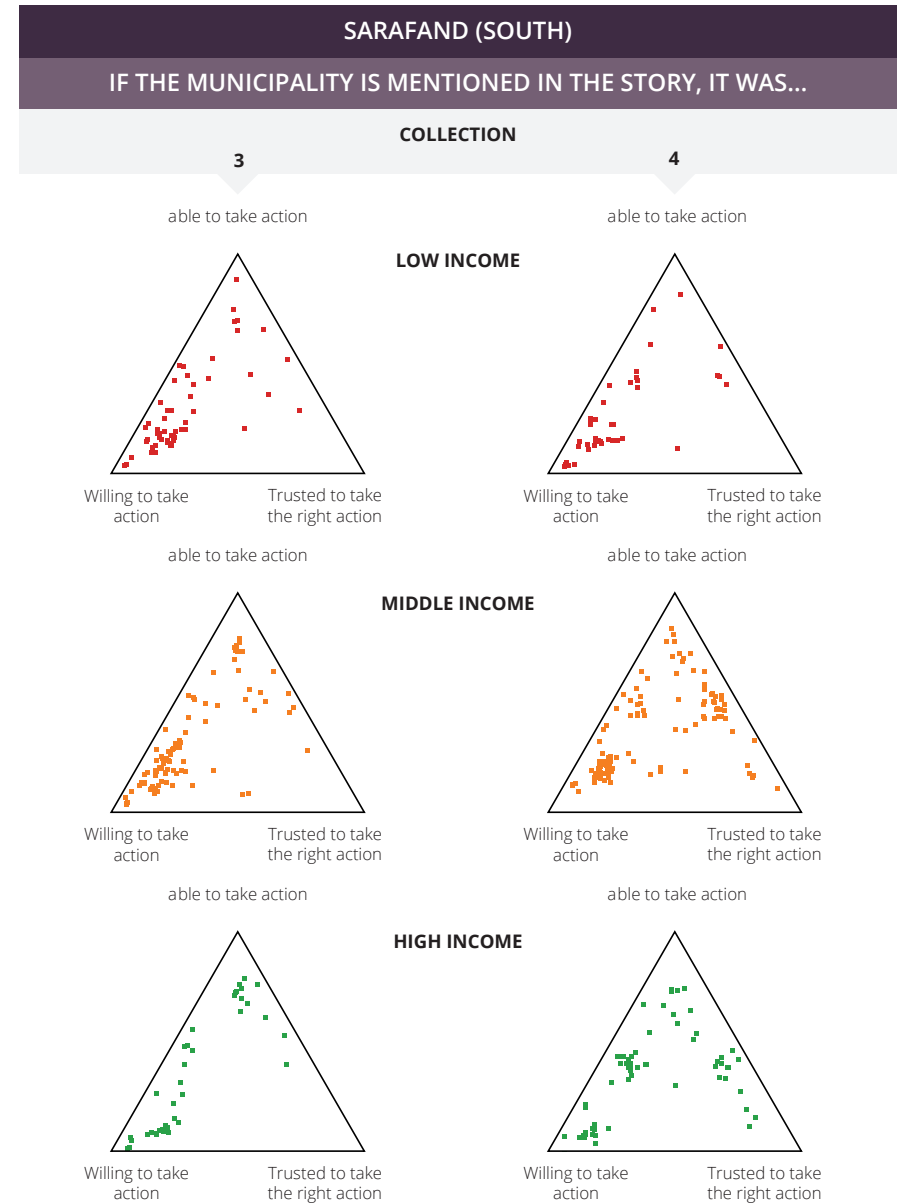 SARAFAND (SOUTH)
IF THE MUNICIPALITY IS MENTIONED IN THE STORY, IT WAS...
COLLECTION
3
4
able to take action
able to take action
LOW INCOME
Willing to take
action
Trusted to take
the right action
Willing to take
action
Trusted to take
the right action
able to take action
able to take action
MIDDLE INCOME
Willing to take
action
Trusted to take
the right action
Willing to take
action
Trusted to take
the right action
able to take action
able to take action
HIGH INCOME
Willing to take
action
Trusted to take
the right action
Willing to take
action
Trusted to take
the right action